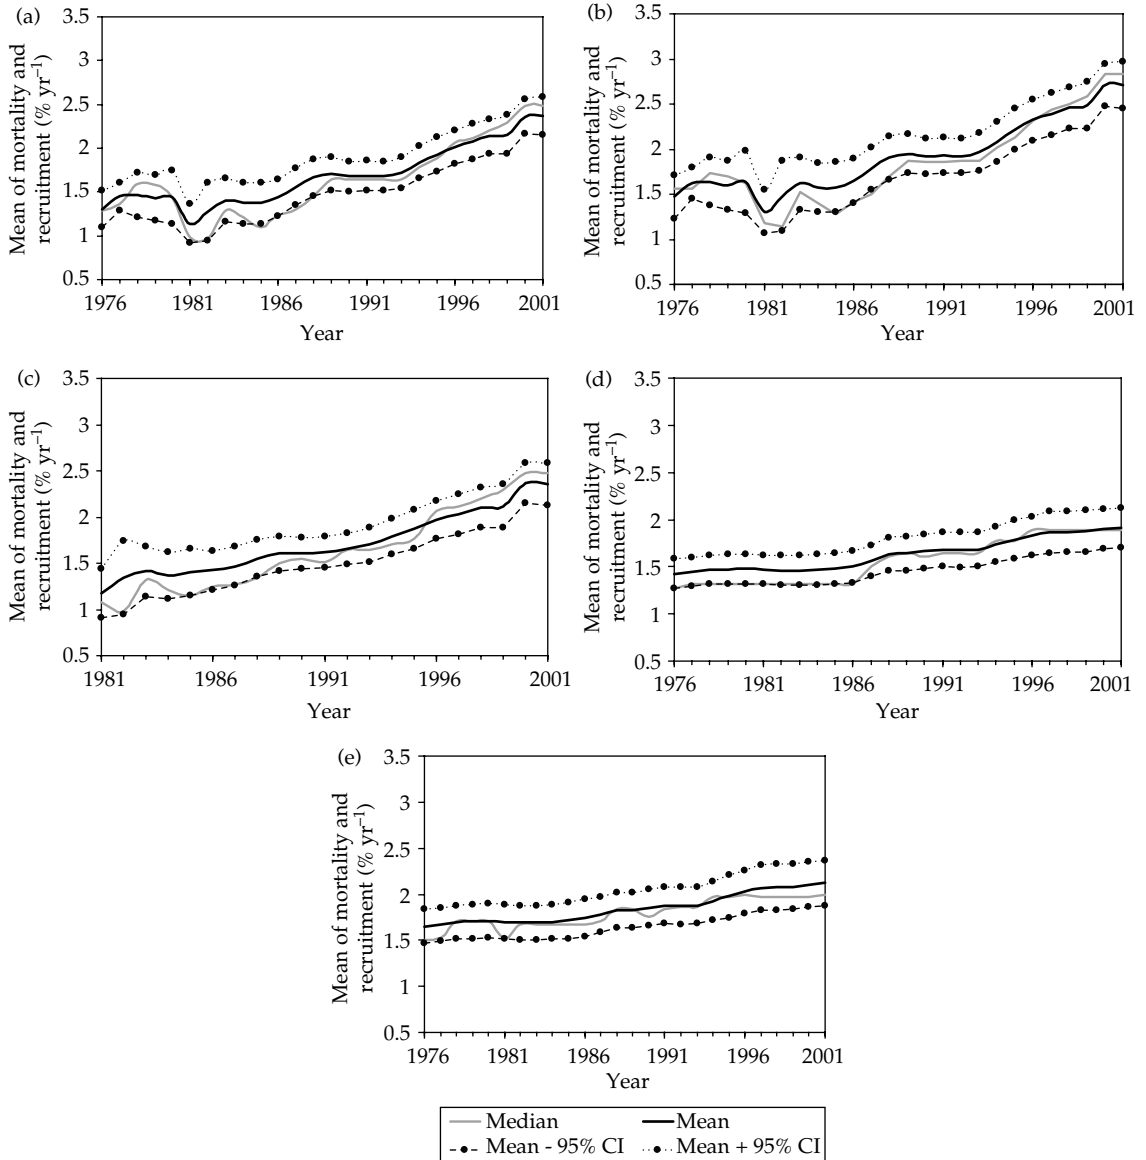 (a)
Mean of mortality and
recruitment (% yr⁻¹)
3.5
3
2.5
2
1.5
1
0.5
1976 1981 1986 1991 1996 2001
Year
(b)
Mean of mortality and
recruitment (% yr⁻¹)
3.5
3
2.5
2
1.5
1
0.5
1976 1981 1986 1991 1996 2001
Year
(c)
Mean of mortality and
recruitment (% yr⁻¹)
3.5
3
2.5
2
1.5
1
0.5
1981 1986 1991 1996 2001
Year
(d)
Mean of mortality and
recruitment (% yr⁻¹)
3.5
3
2.5
2
1.5
1
0.5
1976 1981 1986 1991 1996 2001
Year
(e)
Mean of mortality and
recruitment (% yr⁻¹)
3.5
3
2.5
2
1.5
1
0.5
1976 1981 1986 1991 1996 2001
Year
Median Mean
Mean - 95% CI Mean + 95% CI